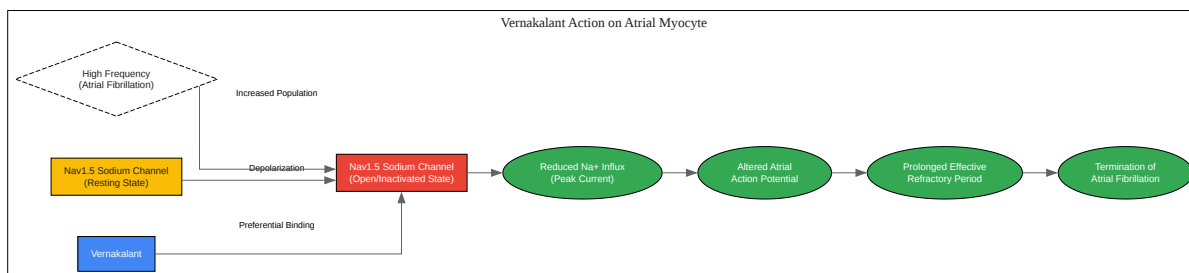 Vernakalant Action on Atrial Myocyte
High Frequency
(Atrial Fibrillation)
Increased Population
Nav1.5 Sodium Channel
(Resting State)
Depolarization
Nav1.5 Sodium Channel
(Open/Inactivated State)
Reduced Na+ Influx
(Peak Current)
Altered Atrial
Action Potential
Prolonged Effective
Refractory Period
Termination of
Atrial Fibrillation
Preferential Binding
Vernakalant